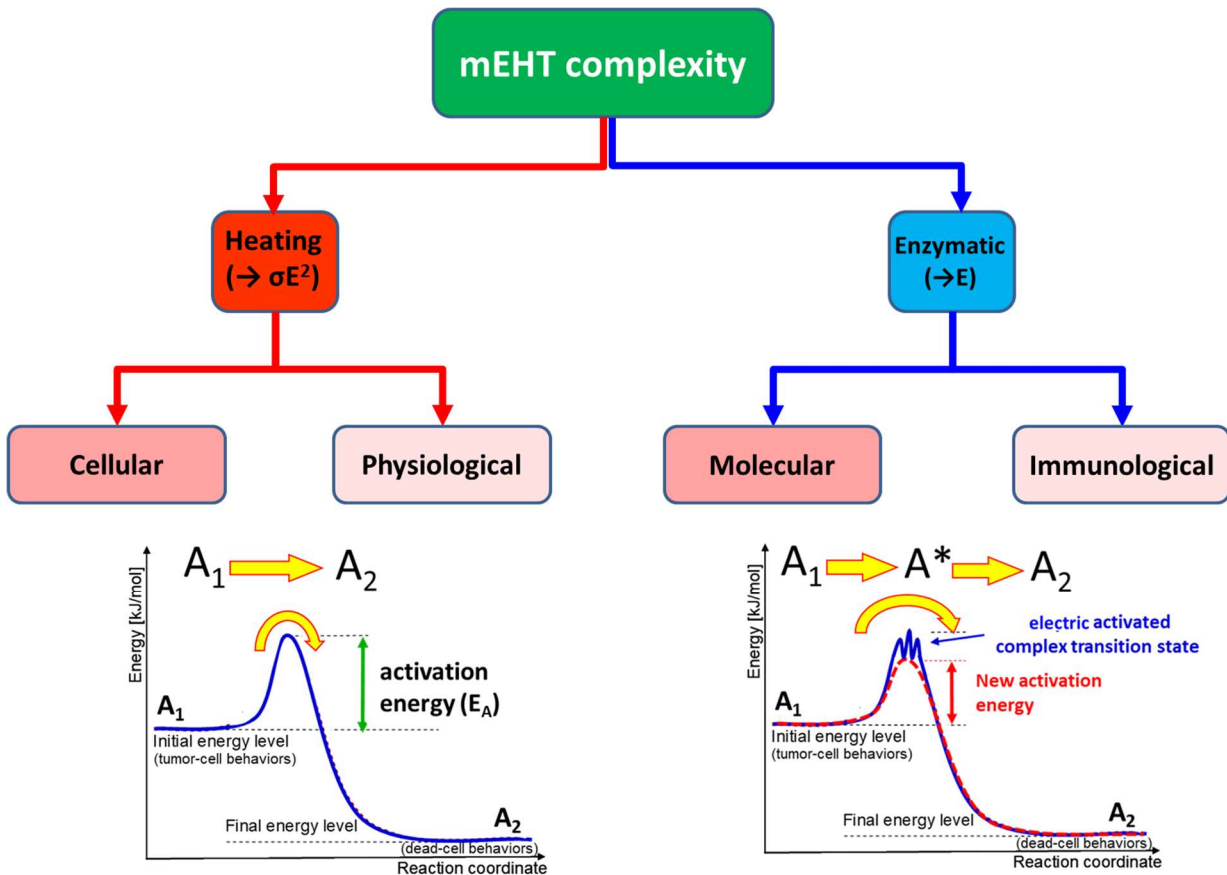 mEHT complexity
Heating
(→ σE²)
Enzymatic
(→E)
Cellular
Physiological
Molecular
Immunological
A₁
A₂
Energy [kJ/mol]
activation
energy (E_A)
A₁
Initial energy level
(tumor-cell behaviors)
Final energy level
A₂
(dead-cell behaviors)
Reaction coordinate
A₁
A*
A₂
Energy [kJ/mol]
electric activated
complex transition state
New activation
energy
A₁
Initial energy level
(tumor-cell behaviors)
Final energy level
A₂
(dead-cell behaviors)
Reaction coordinate